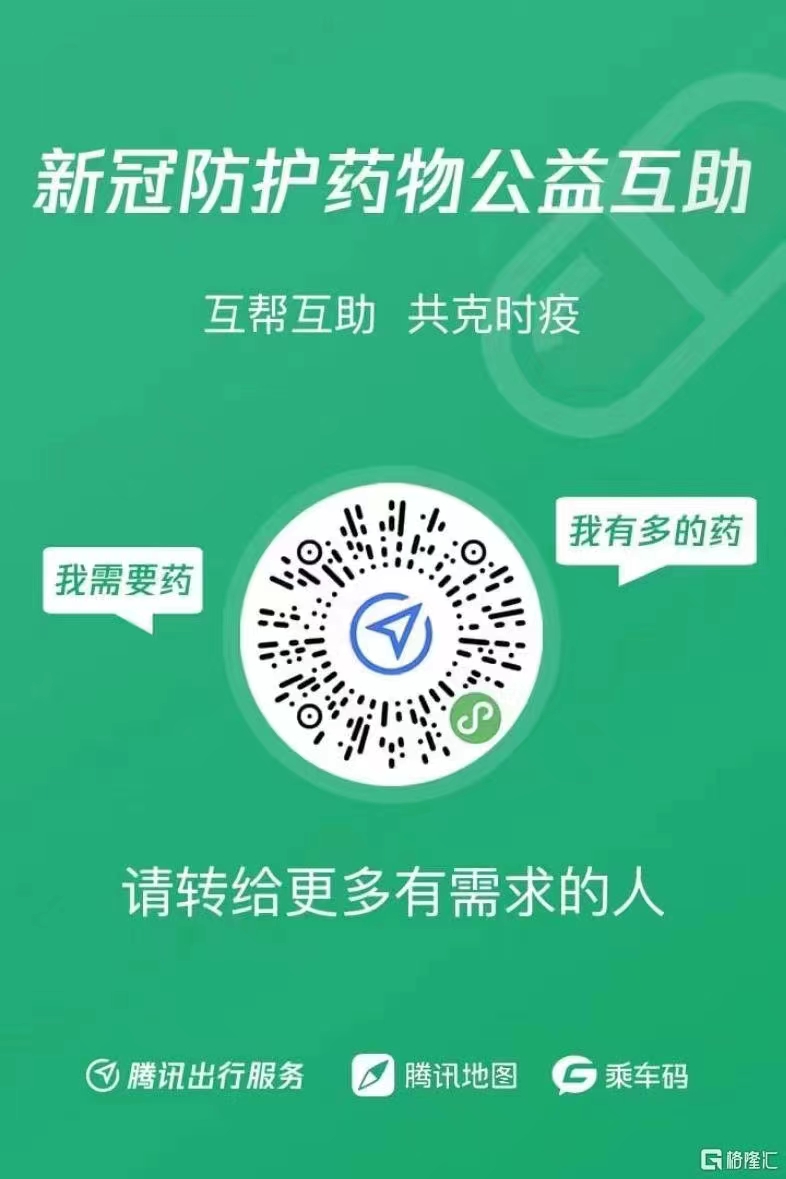 新冠防护药物公益互助
互帮互助 共克时疫
我有多的药
我需要药
请转给更多有需求的人
腾讯出行服务 腾讯地图 乘车码
格隆汇